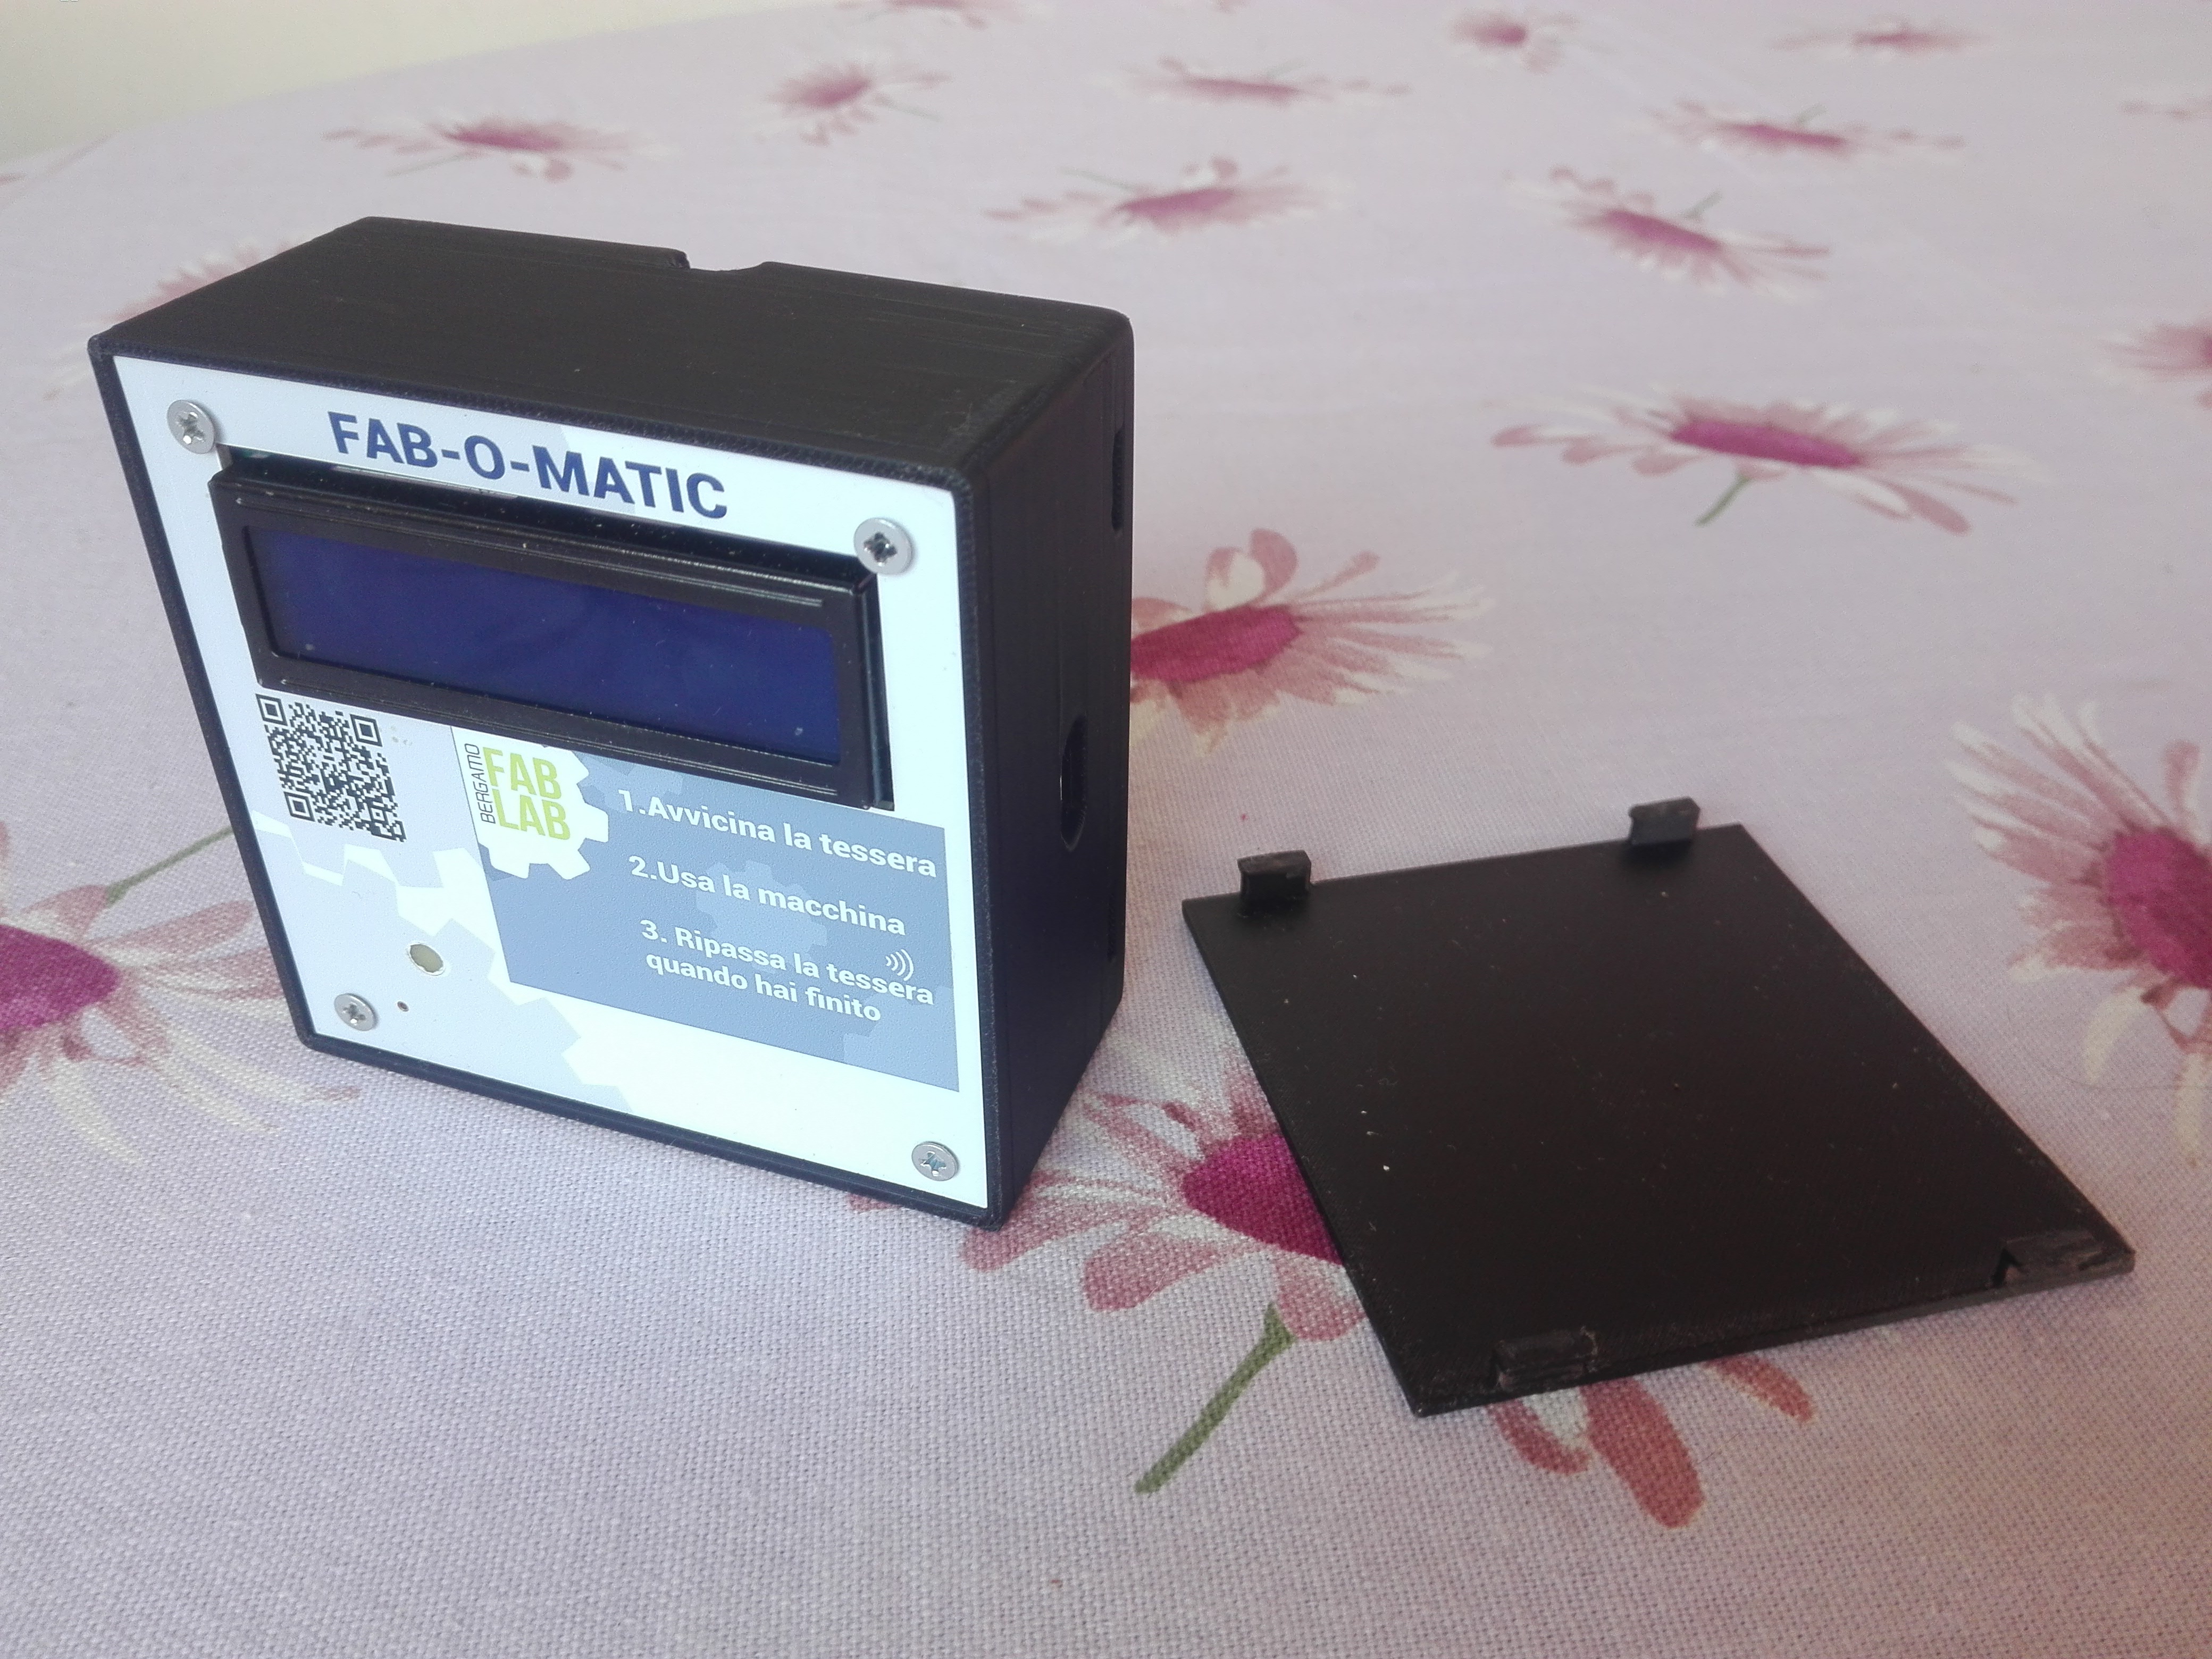 FAB-O-MATIC
BERGAMO
FAB
LAB
1.Avvicina la tessera
2.Usa la macchina
3. Ripassa la tessera
quando hai finito